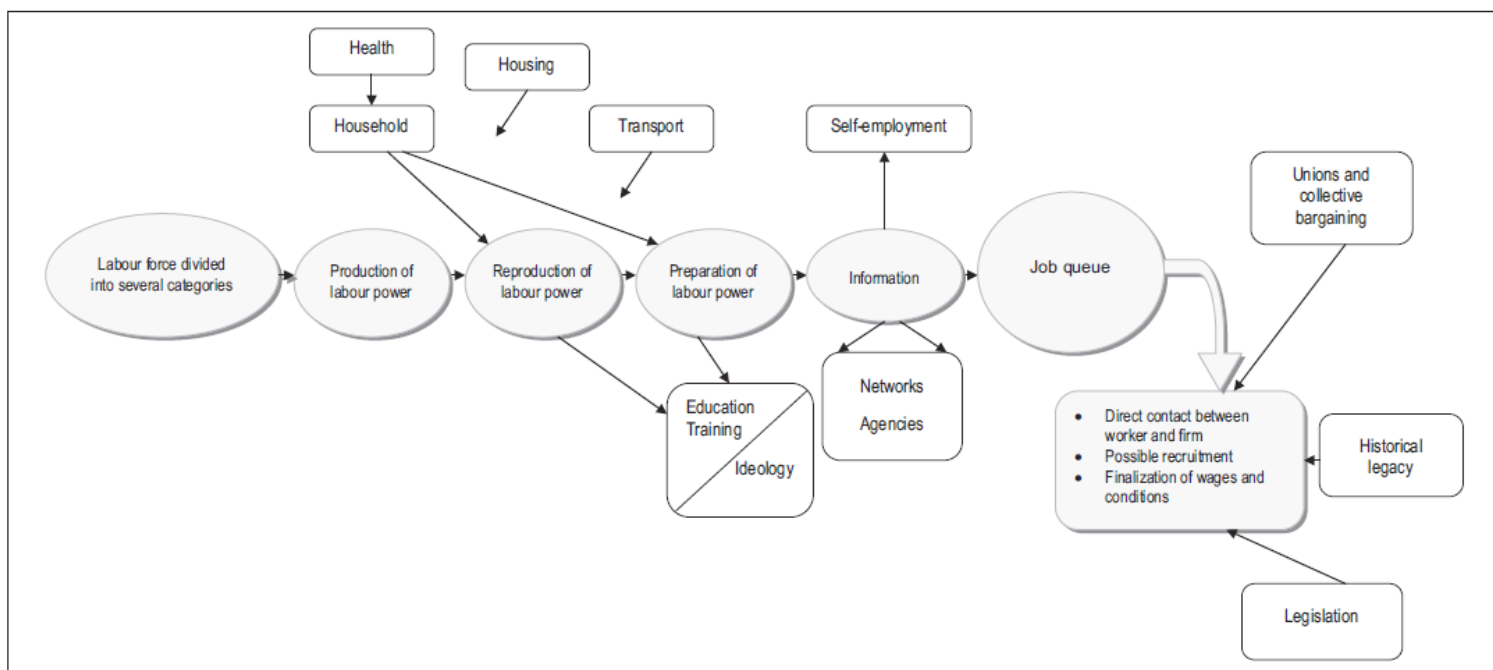 Health
Housing
Household
Transport
Self-employment
Unions and
collective
bargaining
Labour force divided
into several categories
Production of
labour power
Reproduction of
labour power
Preparation of
labour power
Information
Job queue
Education
Training
Ideology
Networks
Agencies
• Direct contact between
worker and firm
• Possible recruitment
• Finalization of wages and
conditions
Historical
legacy
Legislation